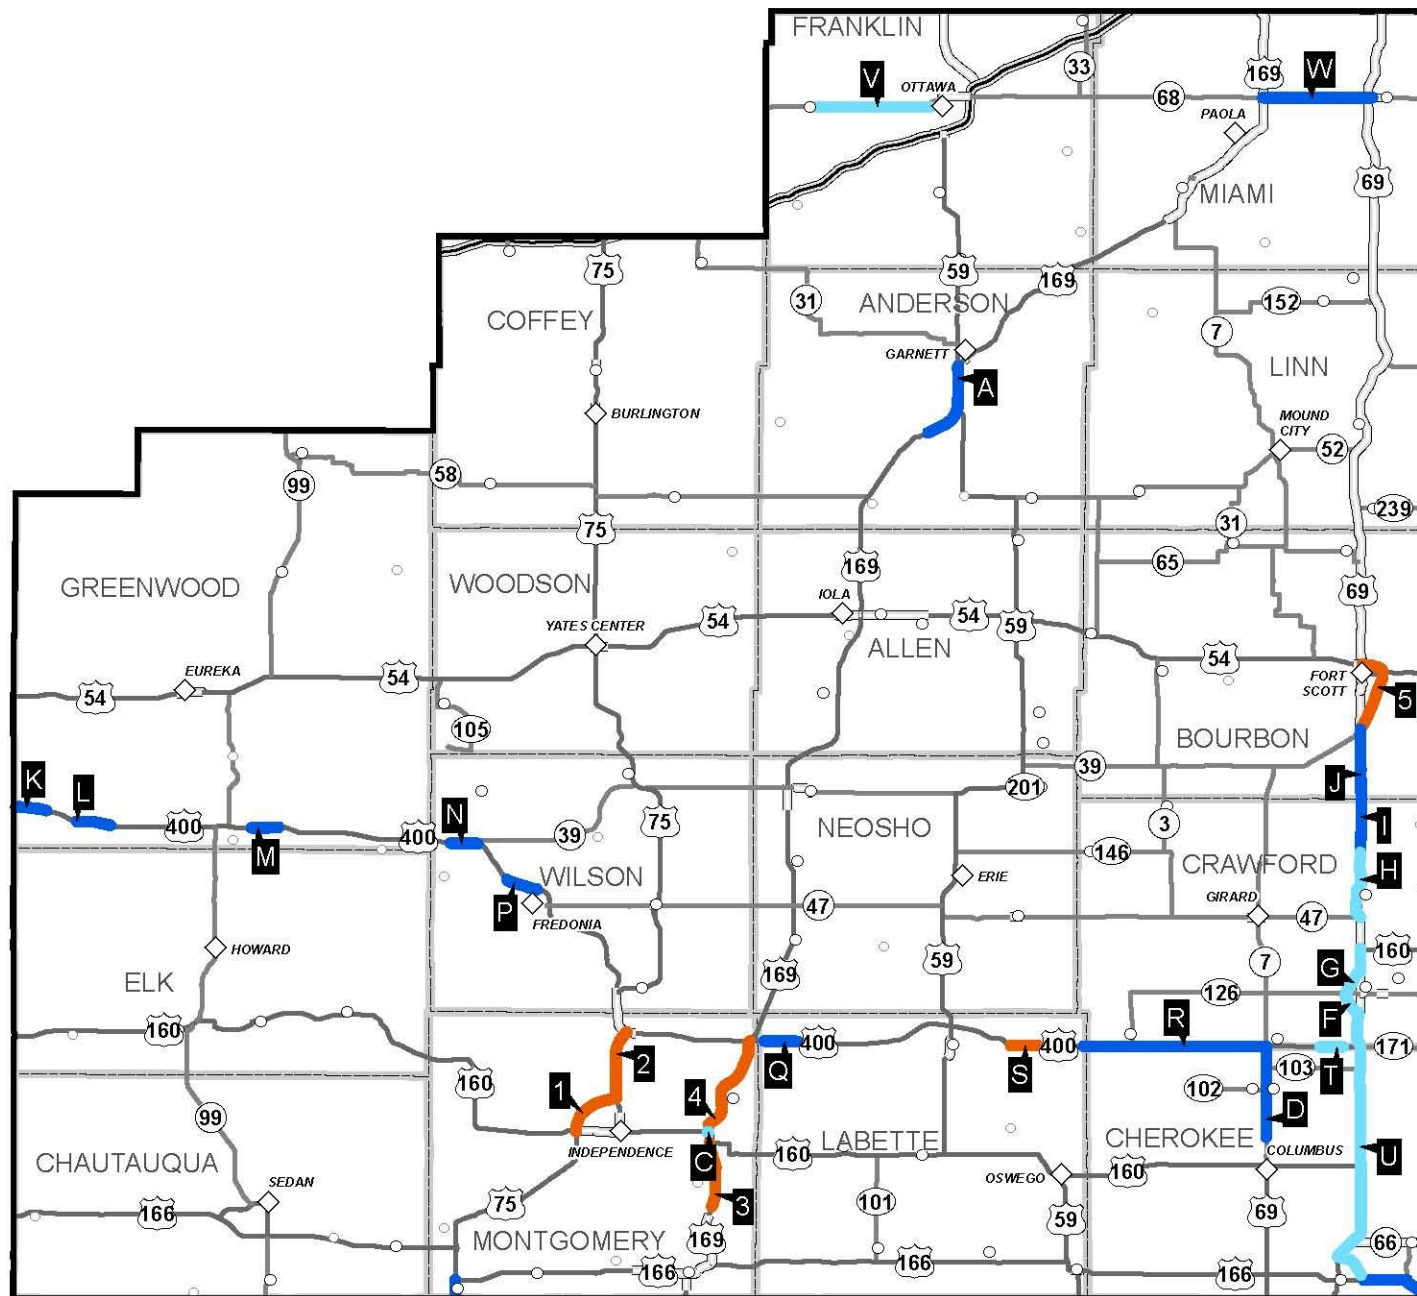 FRANKLIN
33
169
W
V
OTTAWA
68
PAOLA
69
MIAMI
75
59
169
31
ANDERSON
152
COFFEY
7
GARNETT
LINN
A
BURLINGTON
MOUND
CITY
52
58
99
239
75
31
169
65
GREENWOOD
WOODSON
69
IOLA
54
54
59
YATES CENTER
ALLEN
54
EUREKA
54
FORT
SCOTT
54
5
105
BOURBON
39
J
K
201
L
400
N
39
75
NEOSHO
3
I
400
M
146
CRAWFORD
H
WILSON
ERIE
P
GIRARD
47
47
FREDONIA
HOWARD
160
59
7
169
G
ELK
126
F
160
R
2
400
S
400
171
Q
103
T
160
1
4
102
99
D
LABETTE
CHEROKEE
C
INDEPENDENCE
160
COLUMBUS
CHAUTAUQUA
160
U
OSWEGO
SEDAN
75
3
101
166
59
69
MONTGOMERY
169
66
166
166
166